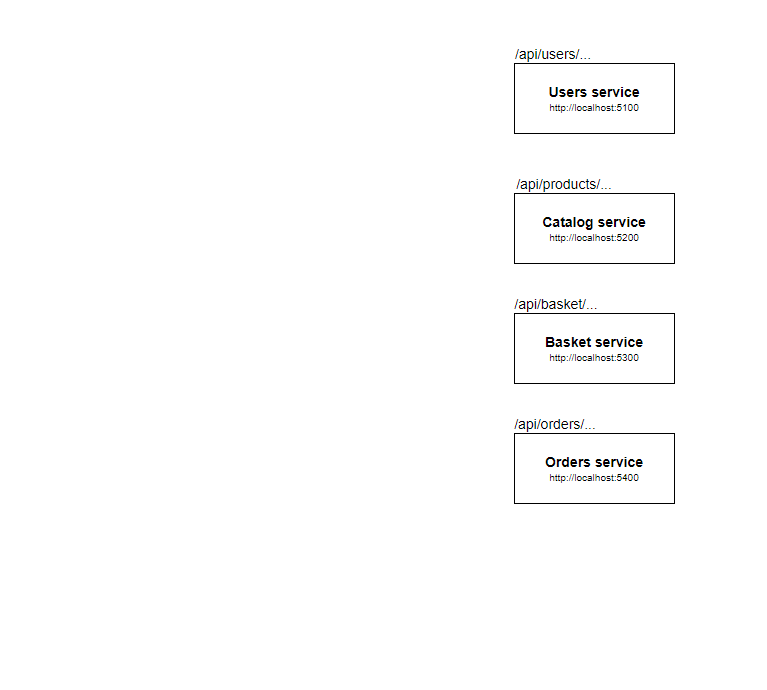 /api/users/...
Users service
http://localhost:5100
/api/products/...
Catalog service
http://localhost:5200
/api/basket/...
Basket service
http://localhost:5300
/api/orders/...
Orders service
http://localhost:5400